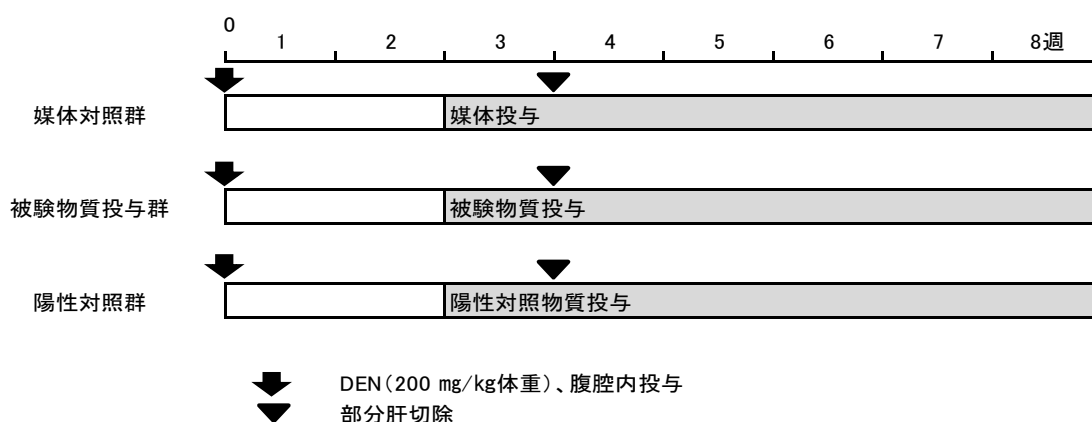 0
1 2 3 4 5 6 7 8週
媒体対照群
媒体投与
被験物質投与群
被験物質投与
陽性対照群
陽性対照物質投与
DEN(200 mg/kg体重)、腹腔内投与
部分肝切除